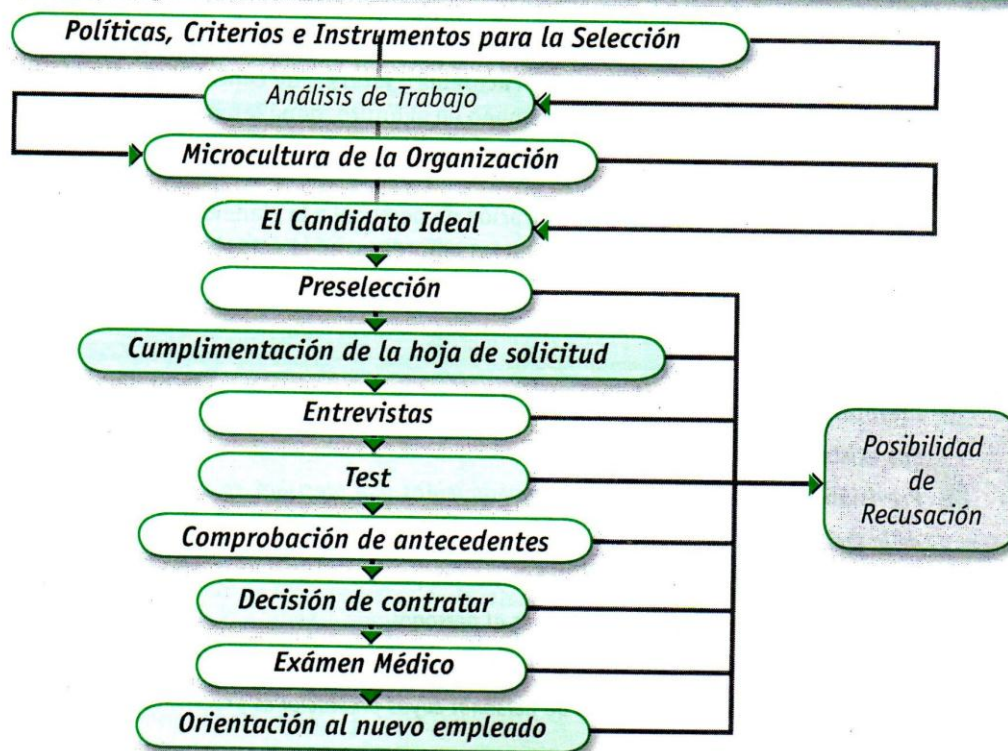 Políticas, Criterios e Instrumentos para la Selección
Análisis de Trabajo
Microcultura de la Organización
El Candidato Ideal
Preselección
Cumplimentación de la hoja de solicitud
Entrevistas
Test
Comprobación de antecedentes
Decisión de contratar
Exámen Médico
Orientación al nuevo empleado
Posibilidad
de
Recusación